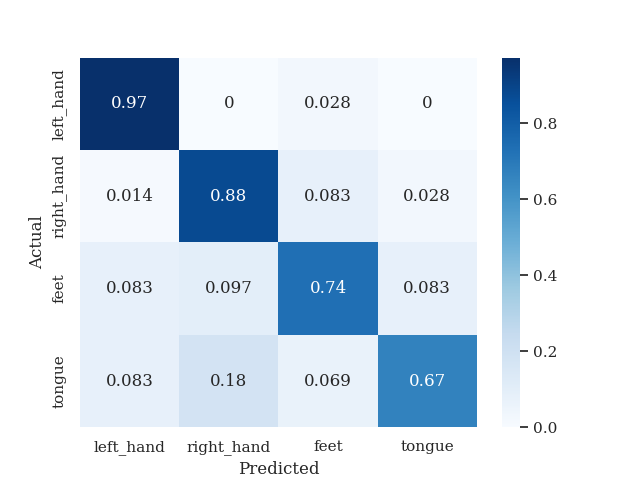 left_hand 0.97 0 0.028 0
right_hand 0.014 0.88 0.083 0.028
feet 0.083 0.097 0.74 0.083
tongue 0.083 0.18 0.069 0.67
left_hand right_hand feet tongue
Predicted
Actual
0.8
0.6
0.4
0.2
0.0